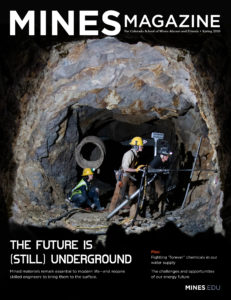 MINES MAGAZINE
For Colorado School of Mines Alumni and Friends • Spring 2023
THE FUTURE IS
(STILL) UNDERGROUND
Mined materials remain essential to modern life—and require
skilled engineers to bring them to the surface.
Plus:
Fighting "forever" chemicals in our
water supply
The challenges and opportunities
of our energy future
MINES.EDU